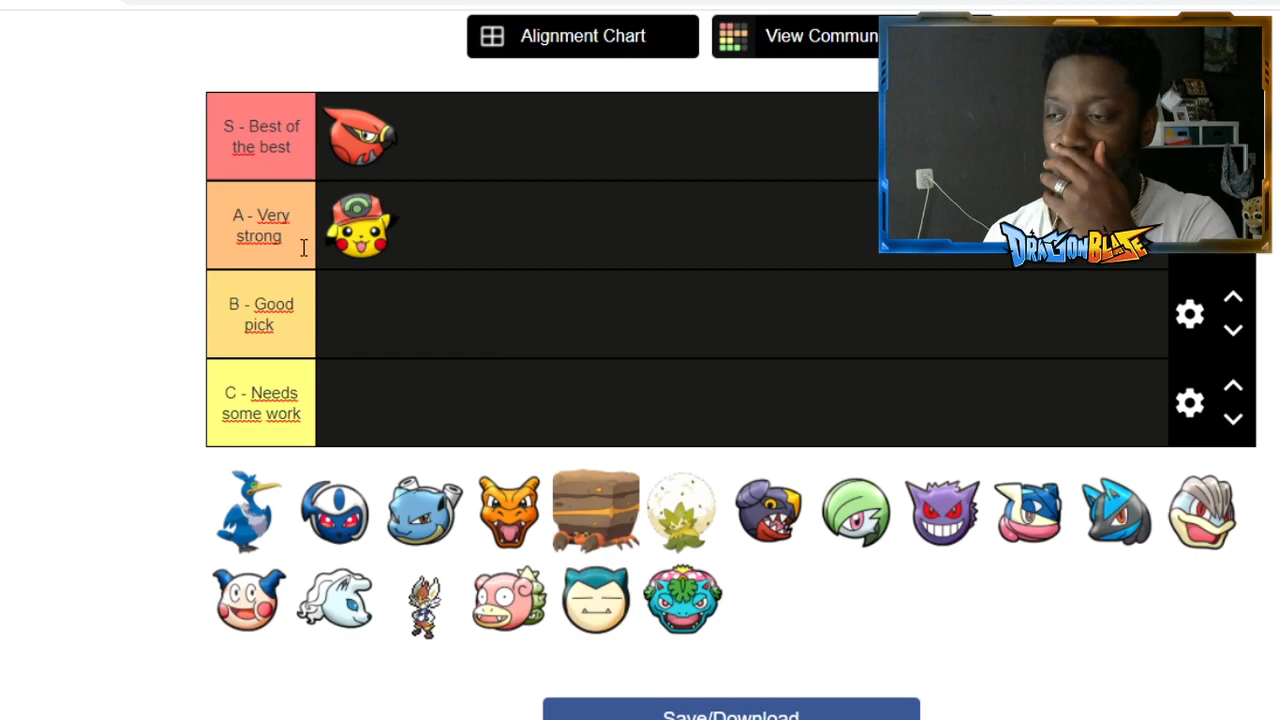 Alignment Chart
View Commun
S - Best of
the best
A - Very
strong
DRAGONBLAZE
B - Good
pick
C - Needs
some work
Save/Download